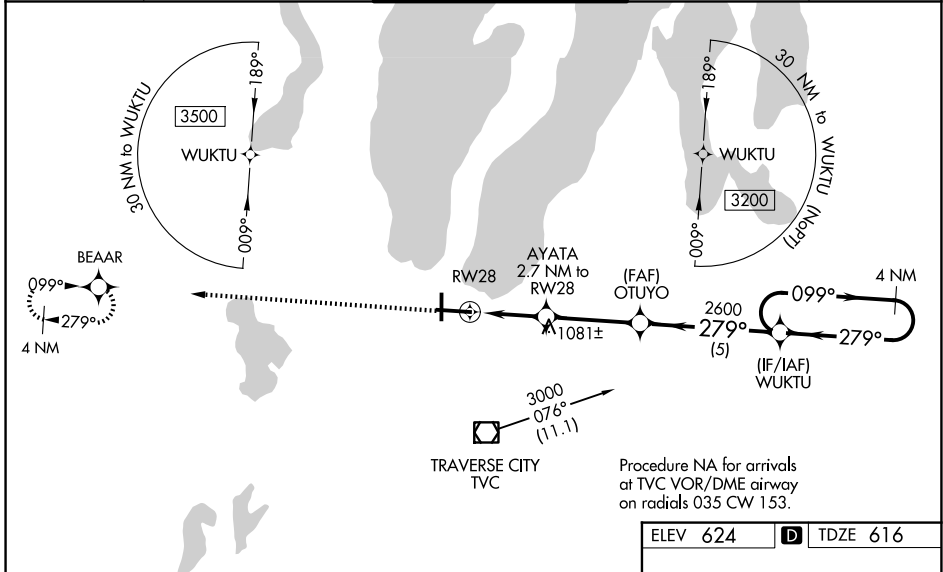 189°
3500
WUKTU
30 NM to WUKTU
009°
189°
30 NM to WUKTU (NoPT)
WUKTU
3200
009°
BEAAR
099°
279°
4 NM
RW28
AYATA
2.7 NM to
RW28
1081±
(FAF)
OTUYO
2600
279°
(5)
099°
4 NM
279°
(IF/IAF)
WUKTU
3000
076°
(11.1)
TRAVERSE CITY
TVC
Procedure NA for arrivals
at TVC VOR/DME airway
on radials 035 CW 153.
ELEV 624 D TDZE 616